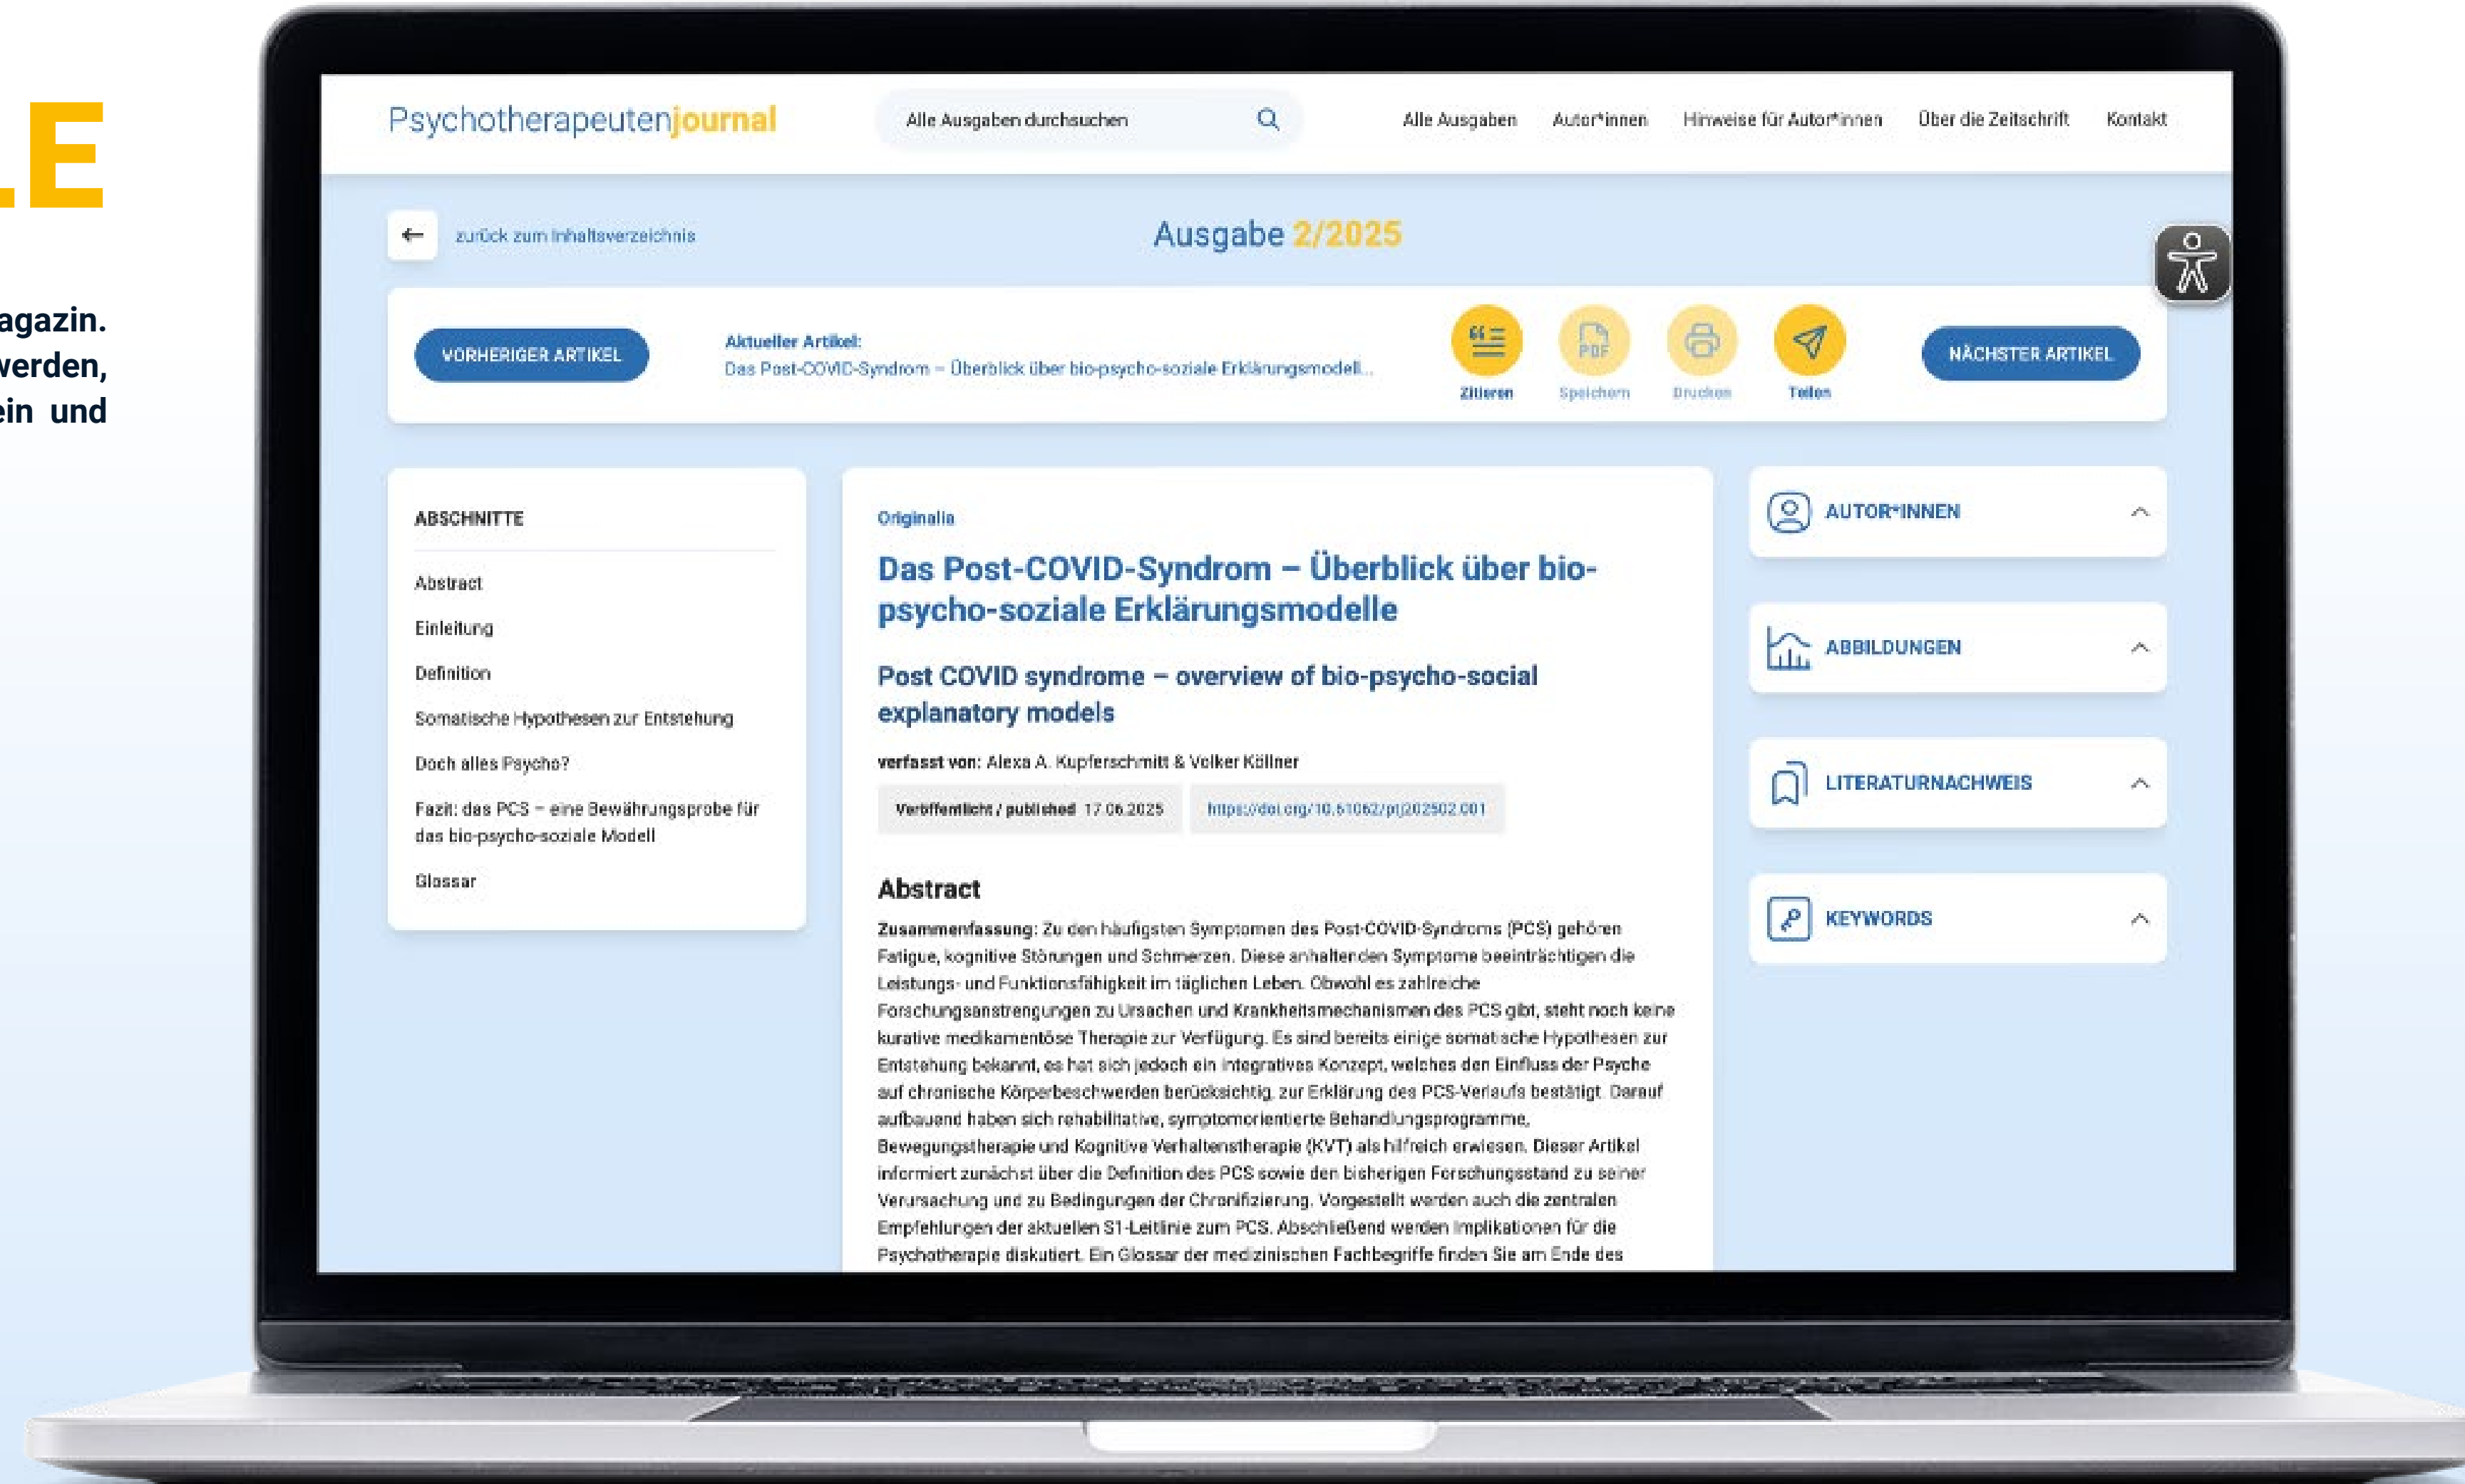 LE
agazin.
werden,
ein und
Psychotherapeutenjournal
Alle Ausgaben durchsuchen
Alle Ausgaben
Autor*innen
Hinweise für Autor*innen
Über die Zeitschrift
Kontakt
zurück zum Inhaltsverzeichnis
Ausgabe 2/2025
VORHERIGER ARTIKEL
Aktueller Artikel:
Das Post-COVID-Syndrom – Überblick über bio-psycho-soziale Erklärungsmodell...
Zitieren
PDF
Speichern
Drucken
Teilen
NÄCHSTER ARTIKEL
ABSCHNITTE
Abstract
Einleitung
Definition
Somatische Hypothesen zur Entstehung
Doch alles Psycho?
Fazit: das PCS – eine Bewährungsprobe für
das bio-psycho-soziale Modell
Glossar
Originalia
Das Post-COVID-Syndrom – Überblick über bio-
psycho-soziale Erklärungsmodelle
Post COVID syndrome – overview of bio-psycho-social
explanatory models
verfasst von: Alexa A. Kupferschmitt & Volker Köllner
Veröffentlicht / published 17.06.2025
https://doi.org/10.61062/ptj202502.001
Abstract
Zusammenfassung: Zu den häufigsten Symptomen des Post-COVID-Syndroms (PCS) gehören
Fatigue, kognitive Störungen und Schmerzen. Diese anhaltenden Symptome beeinträchtigen die
Leistungs- und Funktionsfähigkeit im täglichen Leben. Obwohl es zahlreiche
Forschungsanstrengungen zu Ursachen und Krankheitsmechanismen des PCS gibt, steht noch keine
kurative medikamentöse Therapie zur Verfügung. Es sind bereits einige somatische Hypothesen zur
Entstehung bekannt, es hat sich jedoch ein integratives Konzept, welches den Einfluss der Psyche
auf chronische Körperbeschwerden berücksichtig, zur Erklärung des PCS-Verlaufs bestätigt. Darauf
aufbauend haben sich rehabilitative, symptomorientierte Behandlungsprogramme,
Bewegungstherapie und Kognitive Verhaltenstherapie (KVT) als hilfreich erwiesen. Dieser Artikel
informiert zunächst über die Definition des PCS sowie den bisherigen Forschungsstand zu seiner
Verursachung und zu Bedingungen der Chronifizierung. Vorgestellt werden auch die zentralen
Empfehlungen der aktuellen S1-Leitlinie zum PCS. Abschließend werden Implikationen für die
Psychotherapie diskutiert. Ein Glossar der medizinischen Fachbegriffe finden Sie am Ende des
AUTOR*INNEN
ABBILDUNGEN
LITERATURNACHWEIS
KEYWORDS